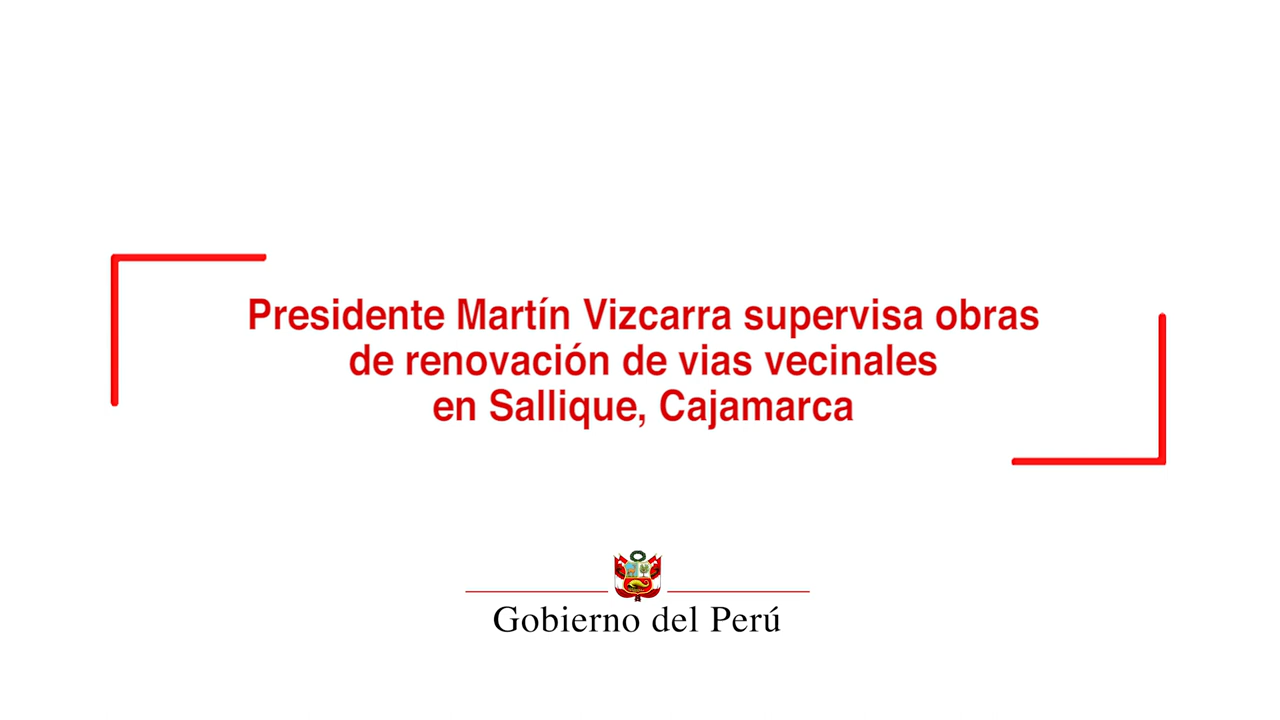 Presidente Martín Vizcarra supervisa obras
de renovación de vias vecinales
en Sallique, Cajamarca
Gobierno del Perú